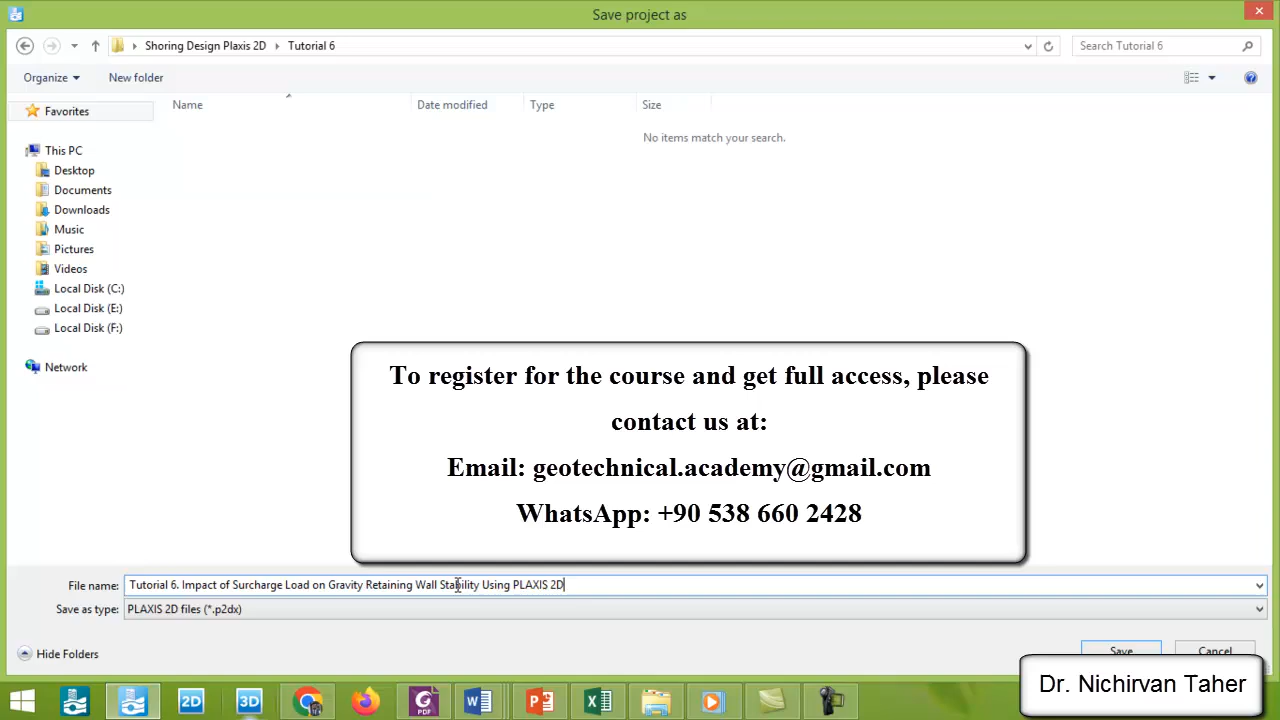 Save project as
Shoring Design Plaxis 2D
Tutorial 6
Search Tutorial 6
Organize
New folder
Favorites
Name
Date modified
Type
Size
No items match your search.
This PC
Desktop
Documents
Downloads
Music
Pictures
Videos
Local Disk (C:)
Local Disk (E:)
Local Disk (F:)
Network
To register for the course and get full access, please
contact us at:
Email: geotechnical.academy@gmail.com
WhatsApp: +90 538 660 2428
File name:
Tutorial 6. Impact of Surcharge Load on Gravity Retaining Wall Stability Using PLAXIS 2D
Save as type:
PLAXIS 2D files (*.p2dx)
Hide Folders
Save
Cancel
2D
3D
PDF
Dr. Nichirvan Taher